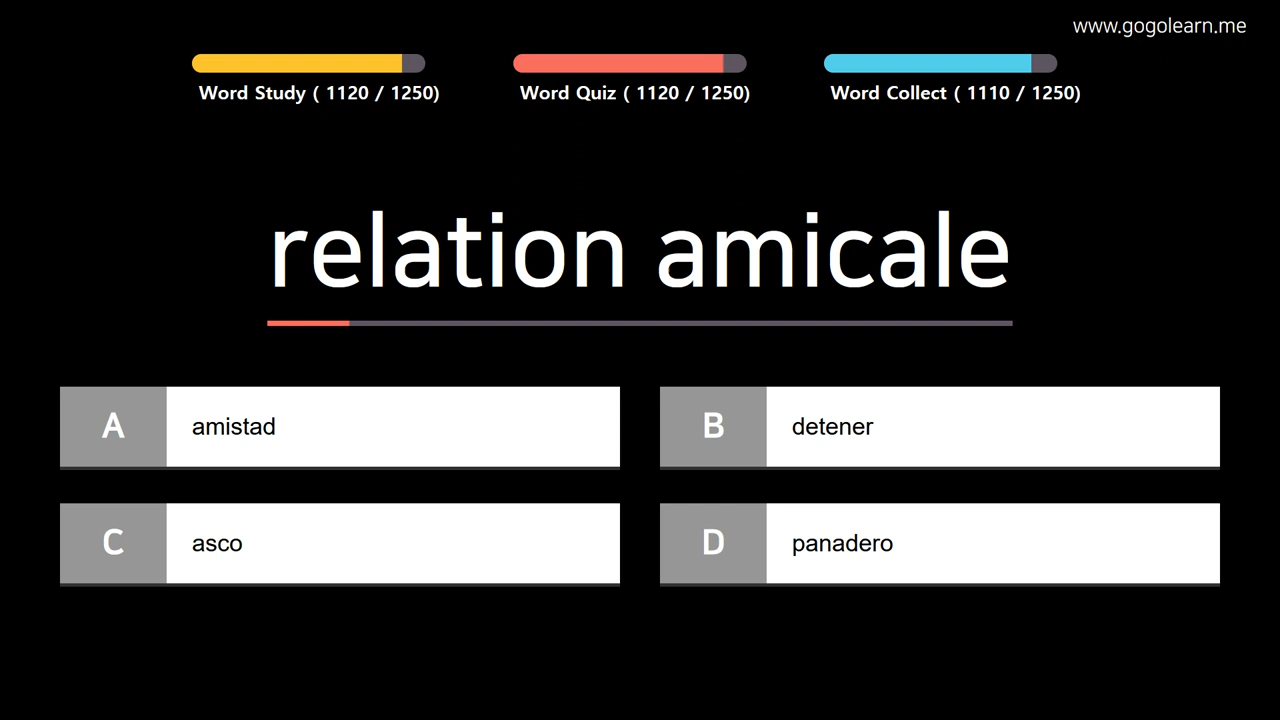 www.gogolearn.me
Word Study ( 1120 / 1250)
Word Quiz ( 1120 / 1250)
Word Collect ( 1110 / 1250)
relation amicale
A amistad
B detener
C asco
D panadero